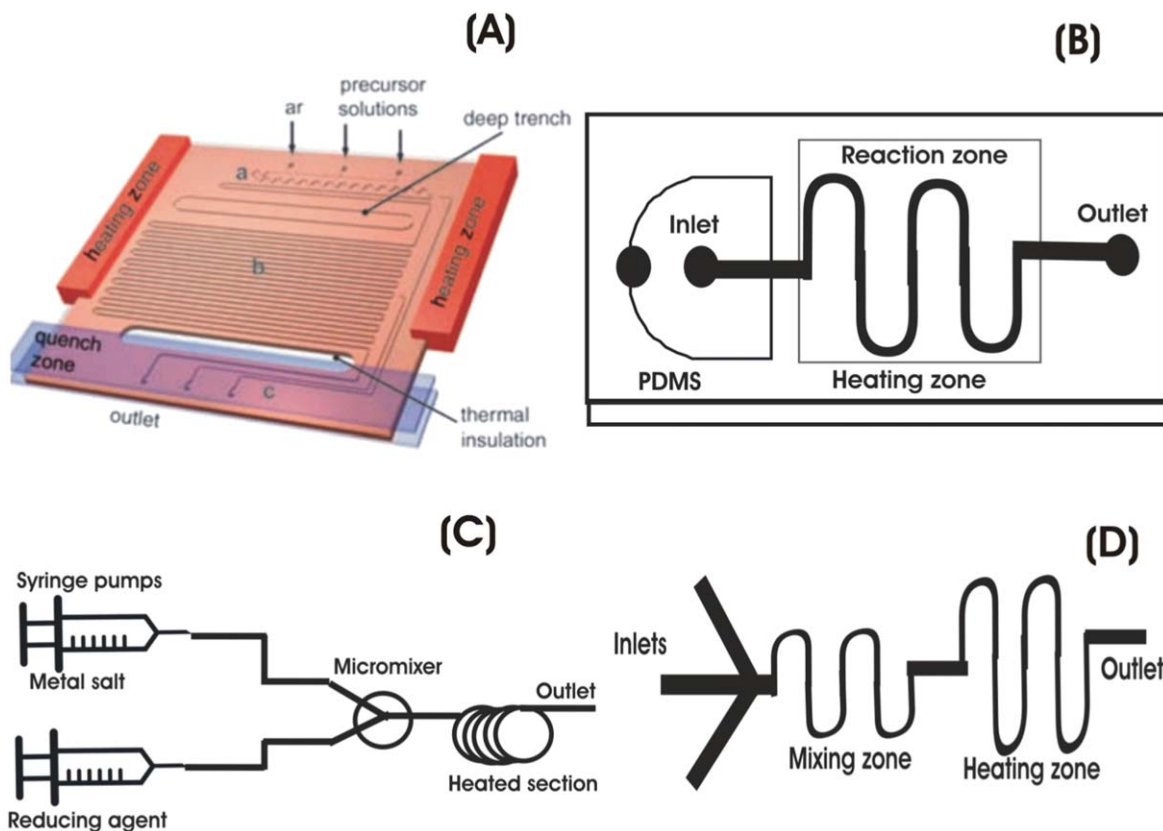 (A)
ar
precursor
solutions
deep trench
a
heating zone
heating zone
b
quench
zone
c
outlet
thermal
insulation
(B)
Reaction zone
Inlet
Outlet
PDMS
Heating zone
(C)
Syringe pumps
Metal salt
Micromixer
Outlet
Heated section
Reducing agent
(D)
Inlets
Outlet
Mixing zone
Heating zone